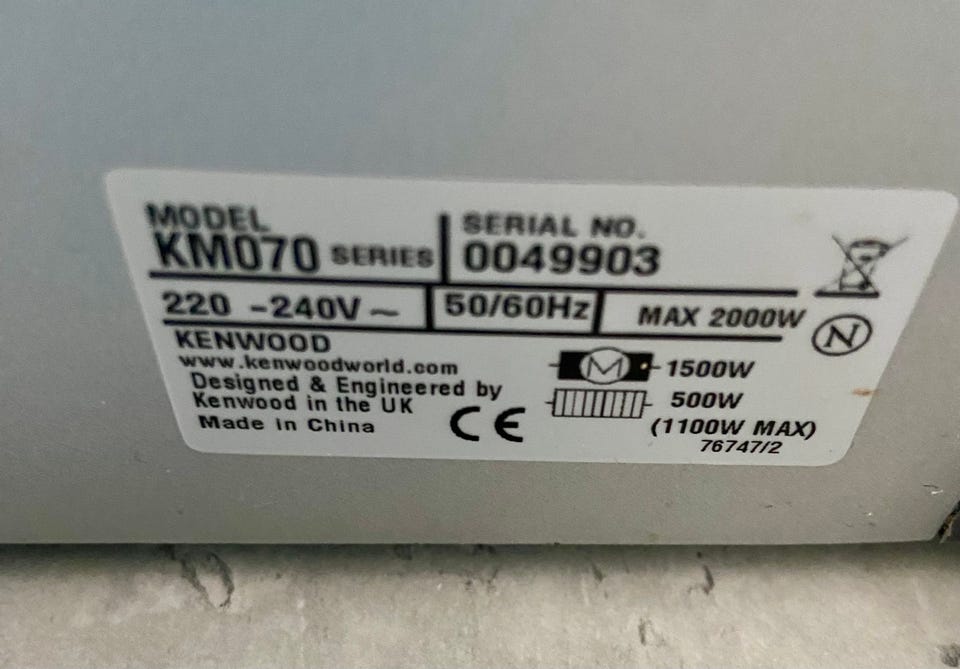 MODEL
KM070 SERIES
SERIAL NO.
0049903
220 -240V ~
50/60Hz
MAX 2000W
KENWOOD
www.kenwoodworld.com
Designed & Engineered by
Kenwood in the UK
Made in China
CE
M 1500W
500W
(1100W MAX)
76747/2
N